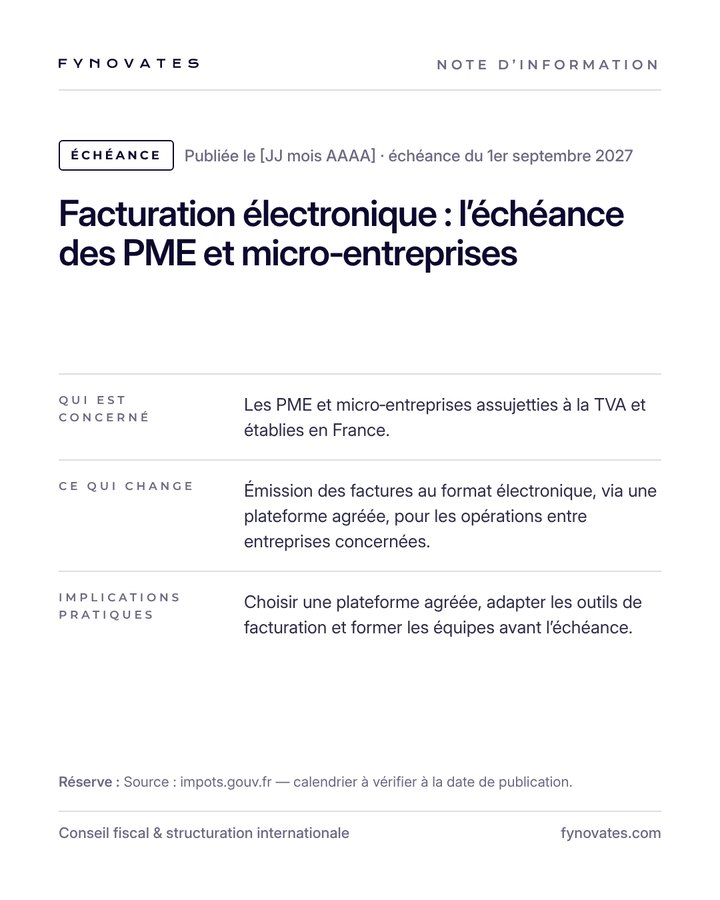 FYNOVATES
NOTE D’INFORMATION
ÉCHÉANCE
Publiée le [JJ mois AAAA] · échéance du 1er septembre 2027
Facturation électronique : l’échéance
des PME et micro-entreprises
QUI EST
CONCERNÉ
Les PME et micro-entreprises assujetties à la TVA et
établies en France.
CE QUI CHANGE
Émission des factures au format électronique, via une
plateforme agréée, pour les opérations entre
entreprises concernées.
IMPLICATIONS
PRATIQUES
Choisir une plateforme agréée, adapter les outils de
facturation et former les équipes avant l’échéance.
Réserve : Source : impots.gouv.fr — calendrier à vérifier à la date de publication.
Conseil fiscal & structuration internationale
fynovates.com